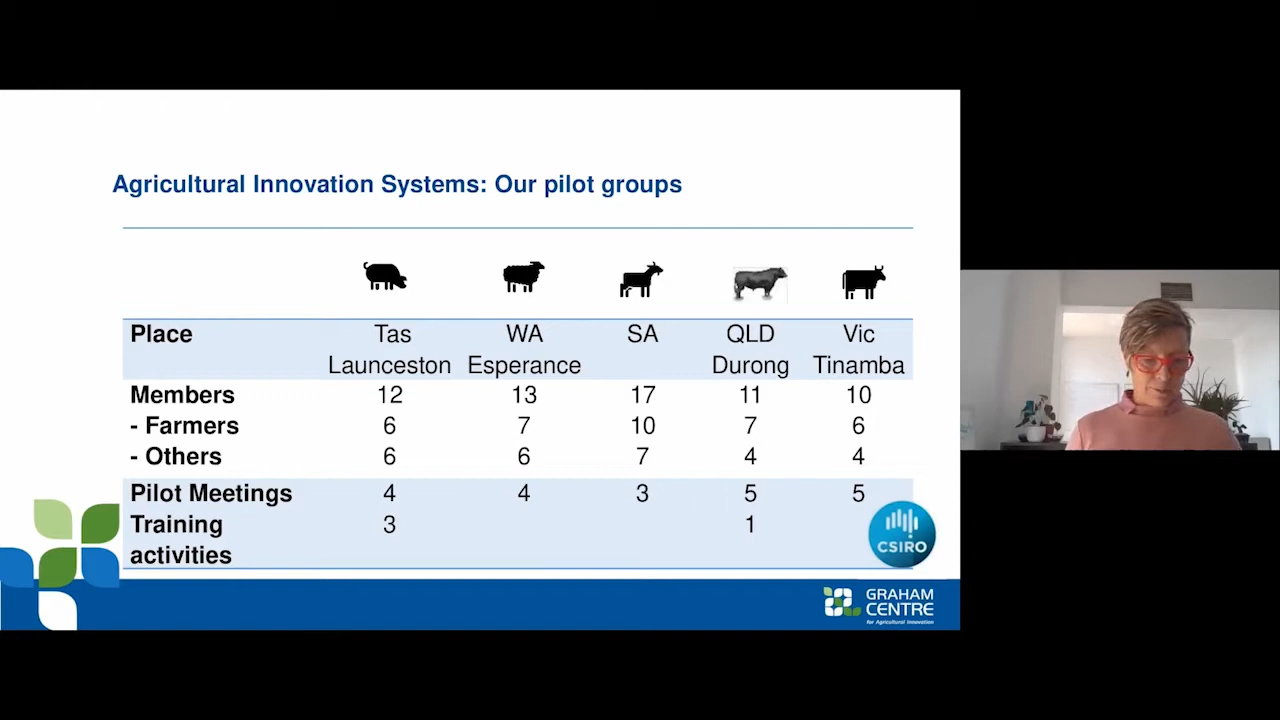 Agricultural Innovation Systems: Our pilot groups
Place Tas WA SA QLD Vic
Launceston Esperance Durong Tinamba
Members 12 13 17 11 10
- Farmers 6 7 10 7 6
- Others 6 6 7 4 4
Pilot Meetings 4 4 3 5 5
Training 3 1
activities
CSIRO
GRAHAM
CENTRE
for Agricultural Innovation